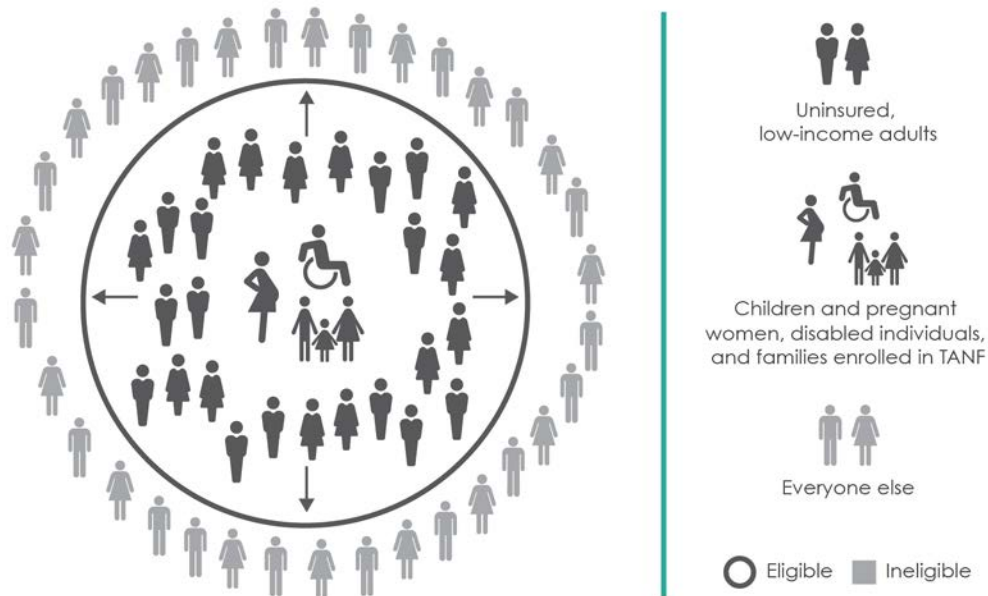 Uninsured,
low-income adults
Children and pregnant
women, disabled individuals,
and families enrolled in TANF
Everyone else
Eligible
Ineligible